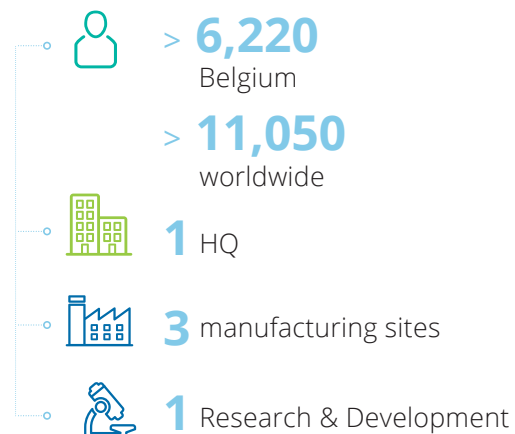 > 6,220
Belgium
> 11,050
worldwide
1 HQ
3 manufacturing sites
1 Research & Development